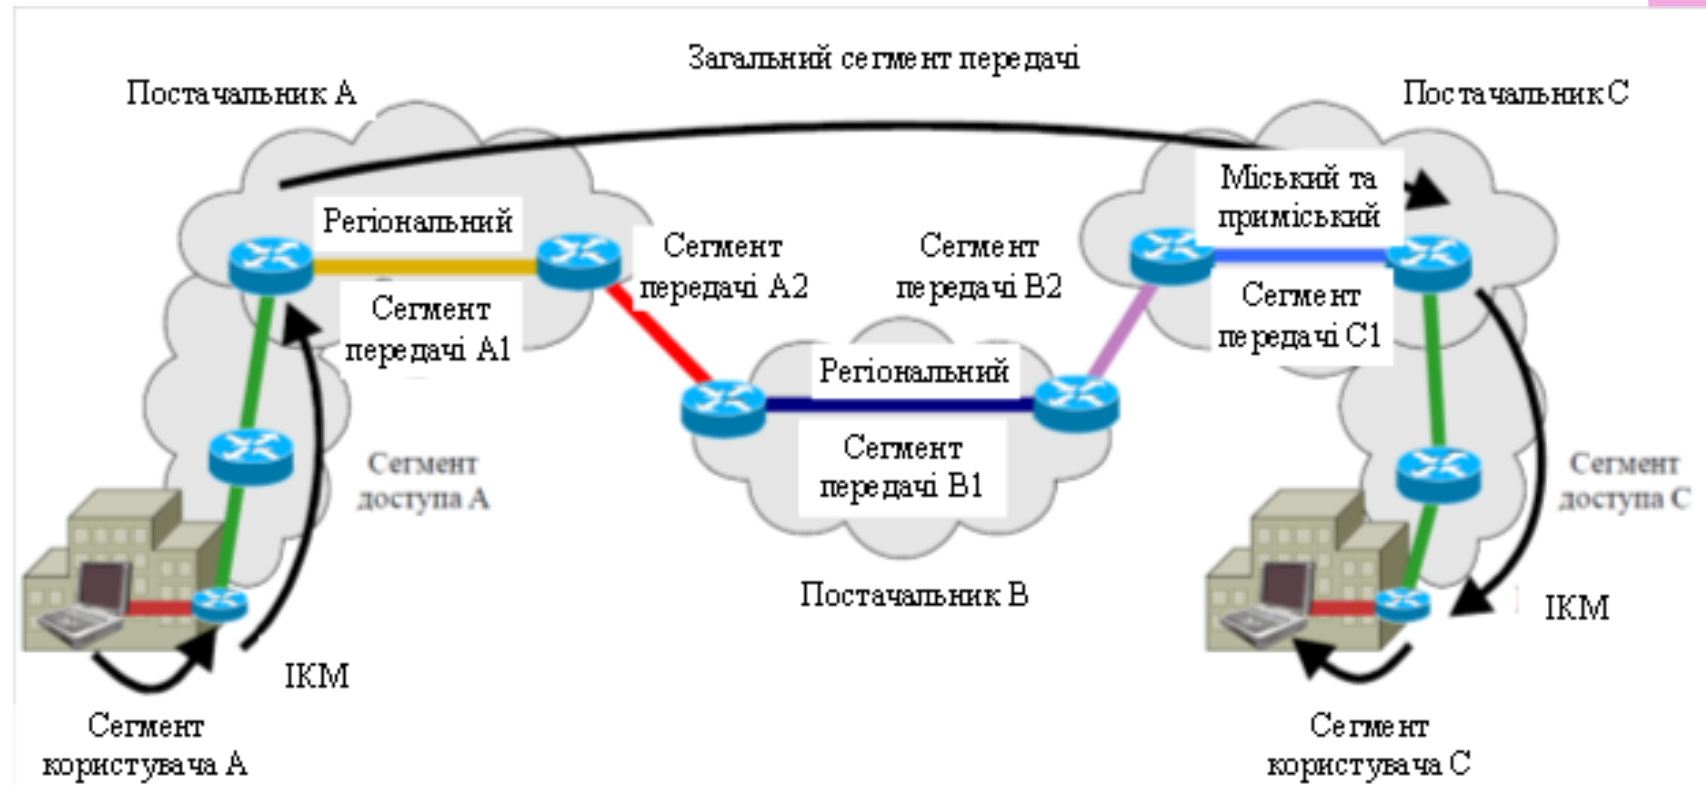 Загальний сегмент передачі
Постачальник А
Постачальник С
Міський та
приміський
Регіональний
Сегмент
передачі А2
Сегмент
передачі В2
Сегмент
передачі А1
Сегмент
передачі С1
Регіональний
Сегмент
передачі В1
Сегмент
доступа А
Сегмент
доступа С
Постачальник В
ІКМ
ІКМ
Сегмент
користувача А
Сегмент
користувача С